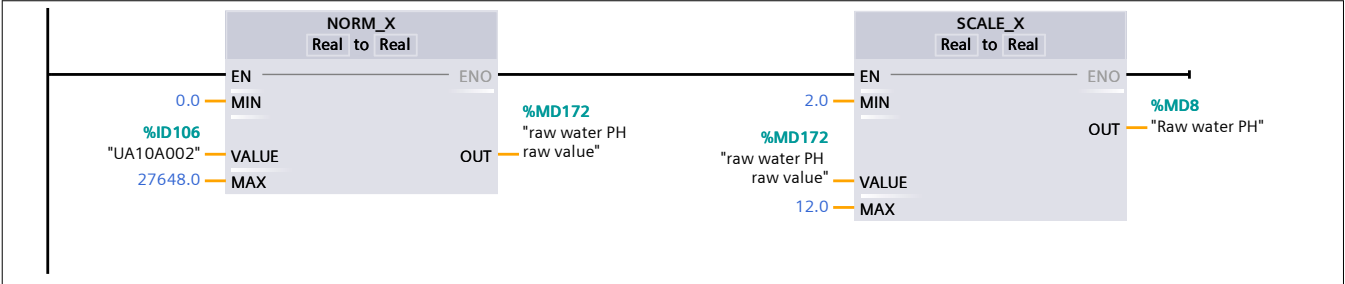 NORM_X
Real to Real
EN
ENO
0.0
MIN
%ID106
"UA10A002"
VALUE
27648.0
MAX
%MD172
"raw water PH
raw value"
OUT
SCALE_X
Real to Real
EN
ENO
2.0
MIN
%MD172
"raw water PH
raw value"
VALUE
12.0
MAX
%MD8
"Raw water PH"
OUT